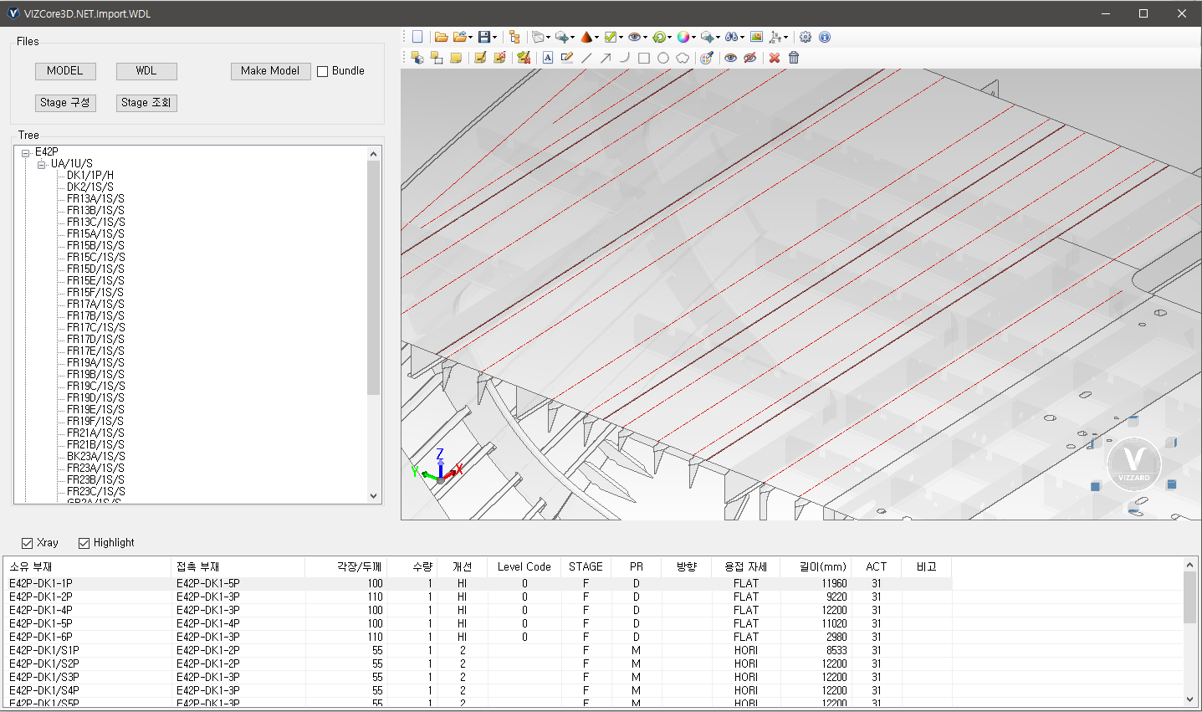 VIZCore3D.NET.Import.WDL
Files
MODEL WDL Make Model Bundle
Stage 구성 Stage 조회
Tree
E42P
UA/1U/S
DK1/1P/H
DK2/1S/S
FR13A/1S/S
FR13B/1S/S
FR13C/1S/S
FR15A/1S/S
FR15B/1S/S
FR15C/1S/S
FR15D/1S/S
FR15E/1S/S
FR15F/1S/S
FR17A/1S/S
FR17B/1S/S
FR17C/1S/S
FR17D/1S/S
FR17E/1S/S
FR19A/1S/S
FR19B/1S/S
FR19C/1S/S
FR19D/1S/S
FR19E/1S/S
FR19F/1S/S
FR21A/1S/S
FR21B/1S/S
BK23A/1S/S
FR23A/1S/S
FR23B/1S/S
FR23C/1S/S
Z
Y X
V
VIZZARD
Xray Highlight
소유 부재 접촉 부재 각장/두께 수량 개선 Level Code STAGE PR 방향 용접 자세 길이(mm) ACT 비고
E42P-DK1-1P E42P-DK1-5P 100 1 HI 0 F D FLAT 11960 31
E42P-DK1-2P E42P-DK1-3P 110 1 HI 0 F D FLAT 9220 31
E42P-DK1-4P E42P-DK1-3P 100 1 HI 0 F D FLAT 12200 31
E42P-DK1-5P E42P-DK1-4P 100 1 HI 0 F D FLAT 11020 31
E42P-DK1-6P E42P-DK1-3P 110 1 HI 0 F D FLAT 2980 31
E42P-DK1/S1P E42P-DK1-2P 55 1 2 F M HORI 8533 31
E42P-DK1/S2P E42P-DK1-3P 55 1 2 F M HORI 12200 31
E42P-DK1/S3P E42P-DK1-3P 55 1 2 F M HORI 12200 31
E42P-DK1/S4P E42P-DK1-3P 55 1 2 F M HORI 12200 31
E42P-DK1/S5P E42P-DK1-3P 55 1 2 F M HORI 12200 31